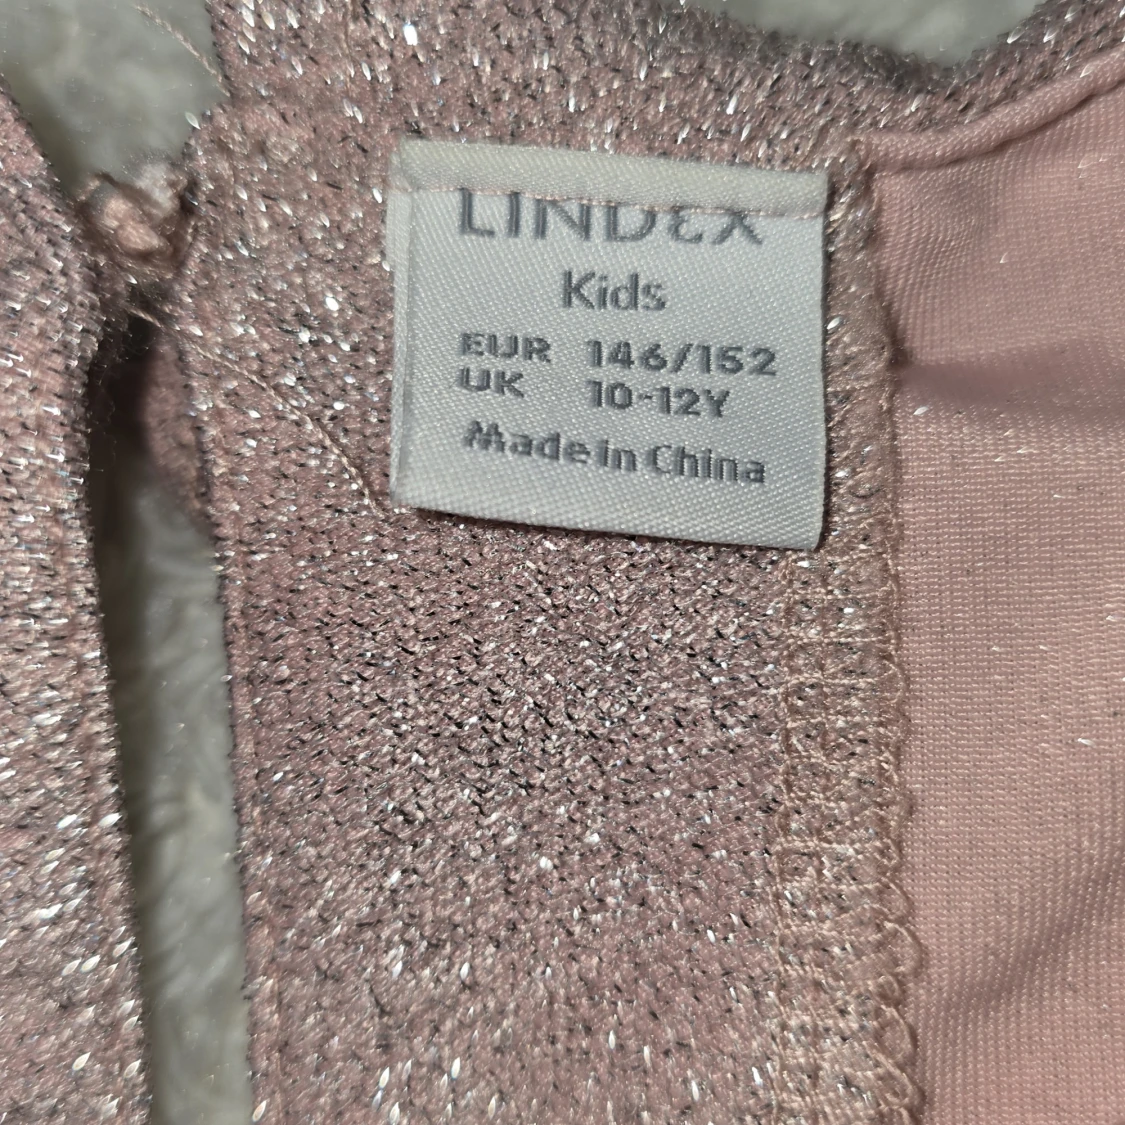 LINDEX
Kids
EUR 146/152
UK 10-12Y
Made in China